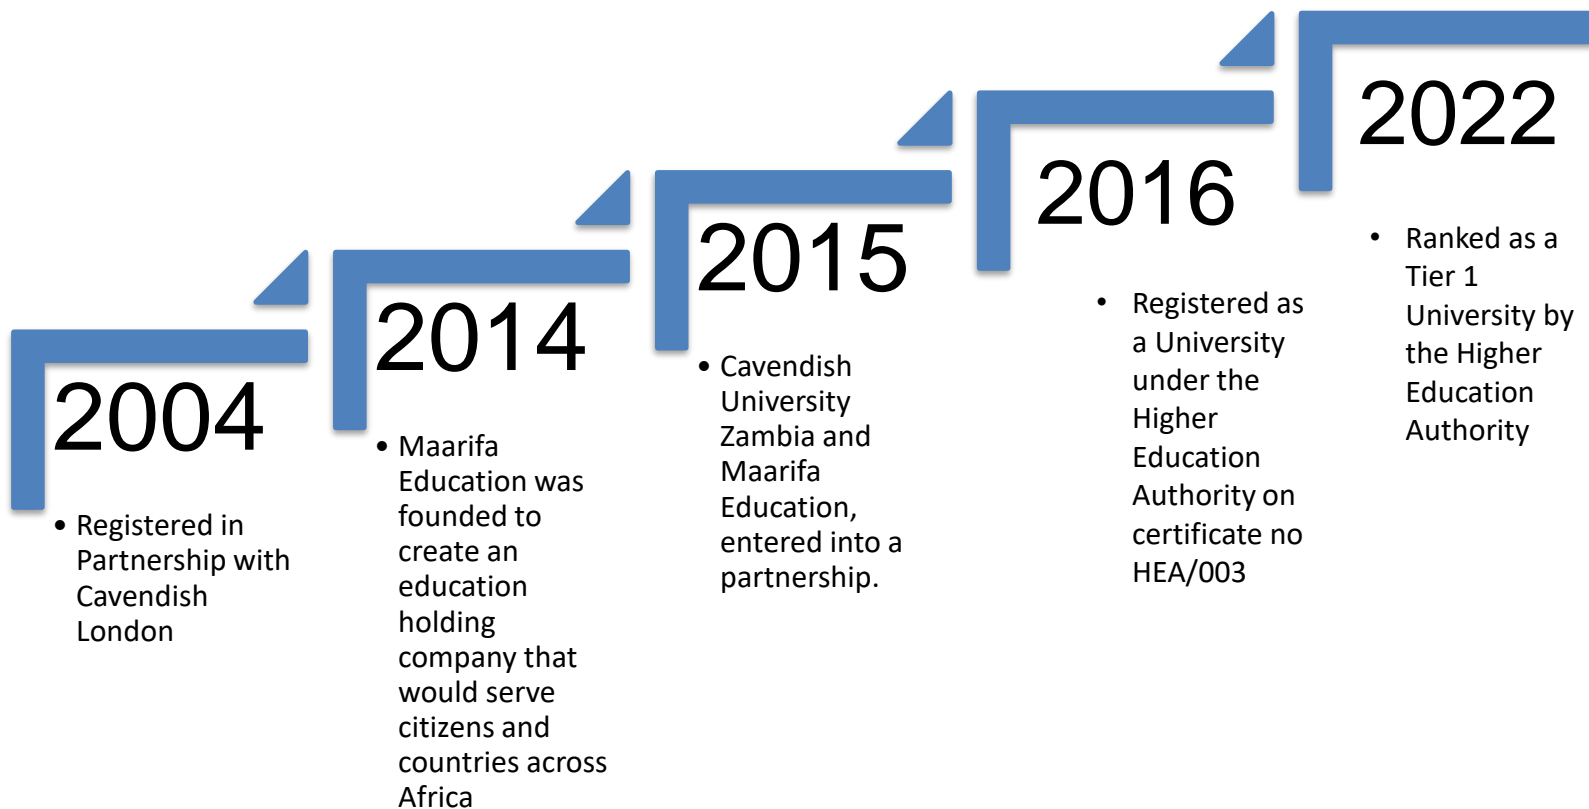 2004
• Registered in
Partnership with
Cavendish
London
2014
• Maarifa
Education was
founded to
create an
education
holding
company that
would serve
citizens and
countries across
Africa
2015
• Cavendish
University
Zambia and
Maarifa
Education,
entered into a
partnership.
2016
• Registered as
a University
under the
Higher
Education
Authority on
certificate no
HEA/003
2022
• Ranked as a
Tier 1
University by
the Higher
Education
Authority